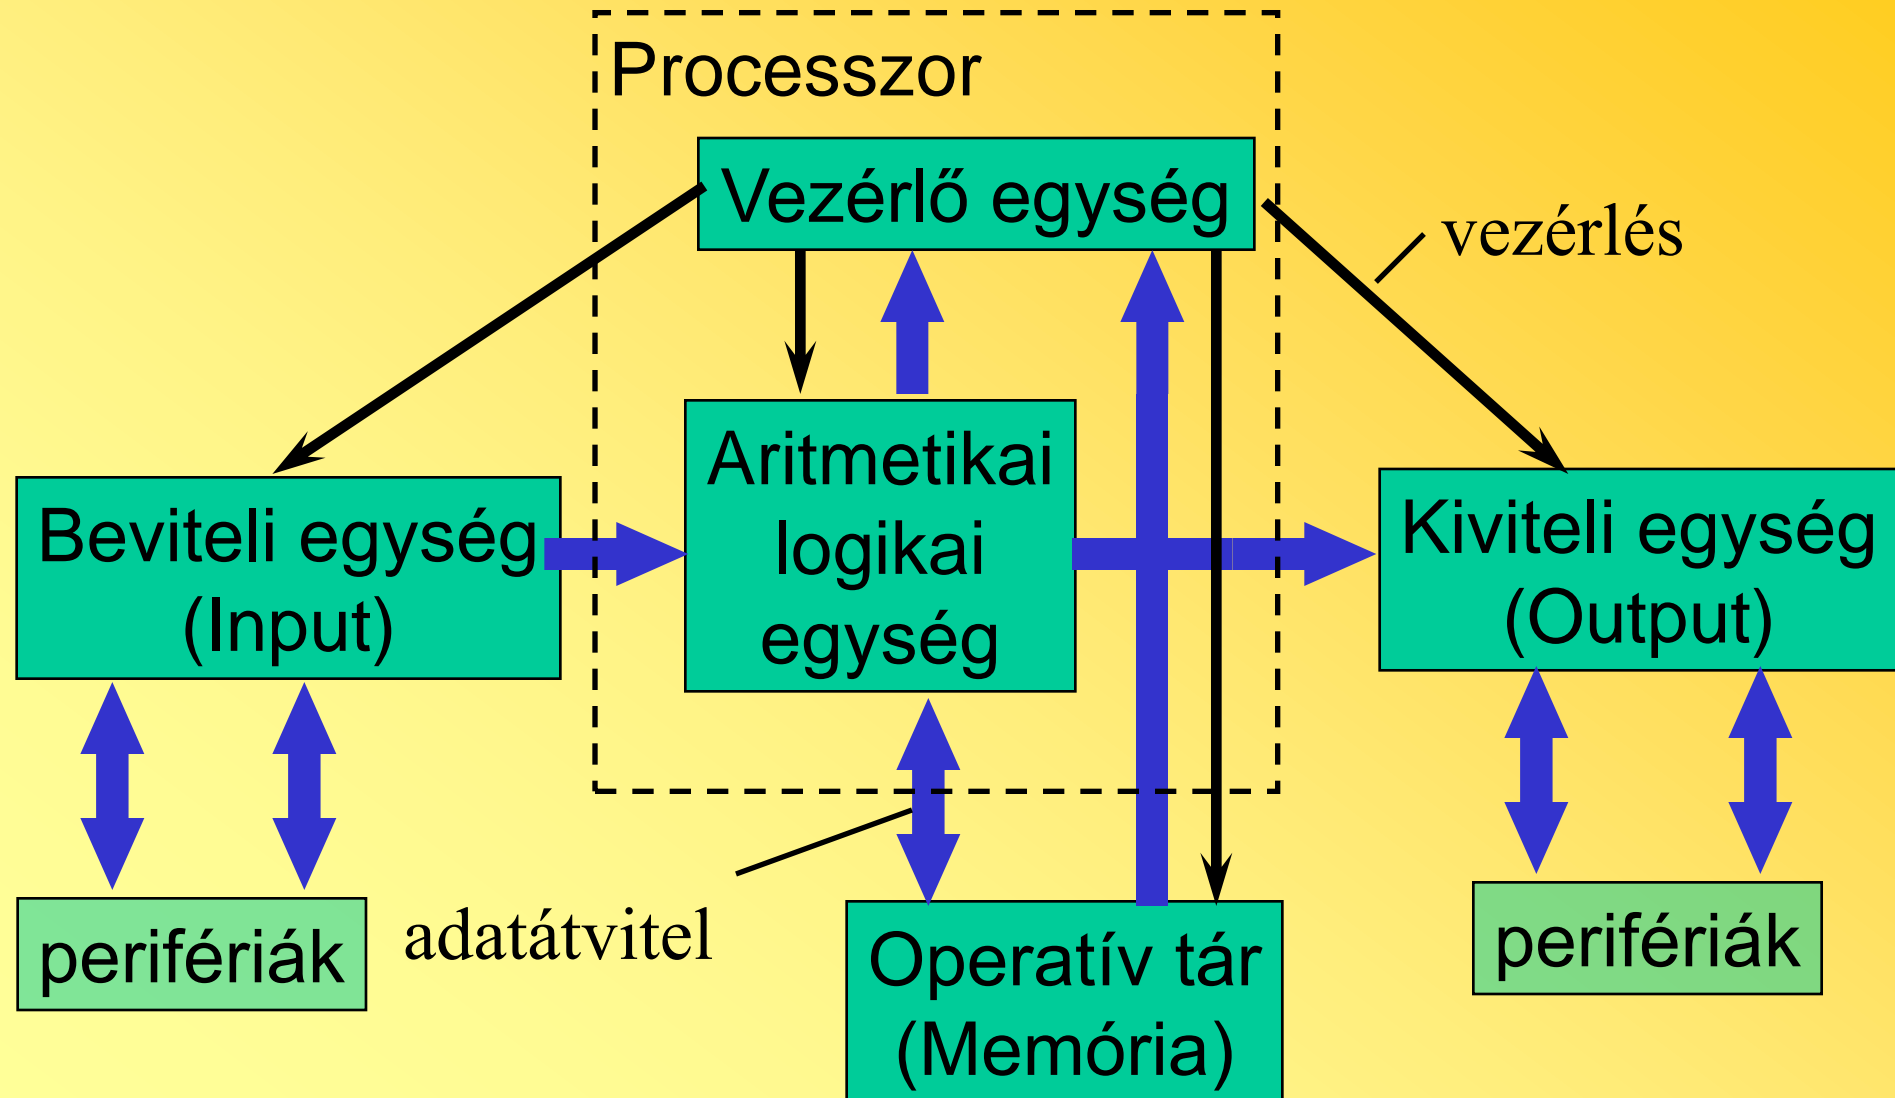 Processzor
Vezérlő egység
vezérlés
Aritmetikai
logikai
egység
Beviteli egység
(Input)
Kiviteli egység
(Output)
perifériák
adatátvitel
Operatív tár
(Memória)
perifériák